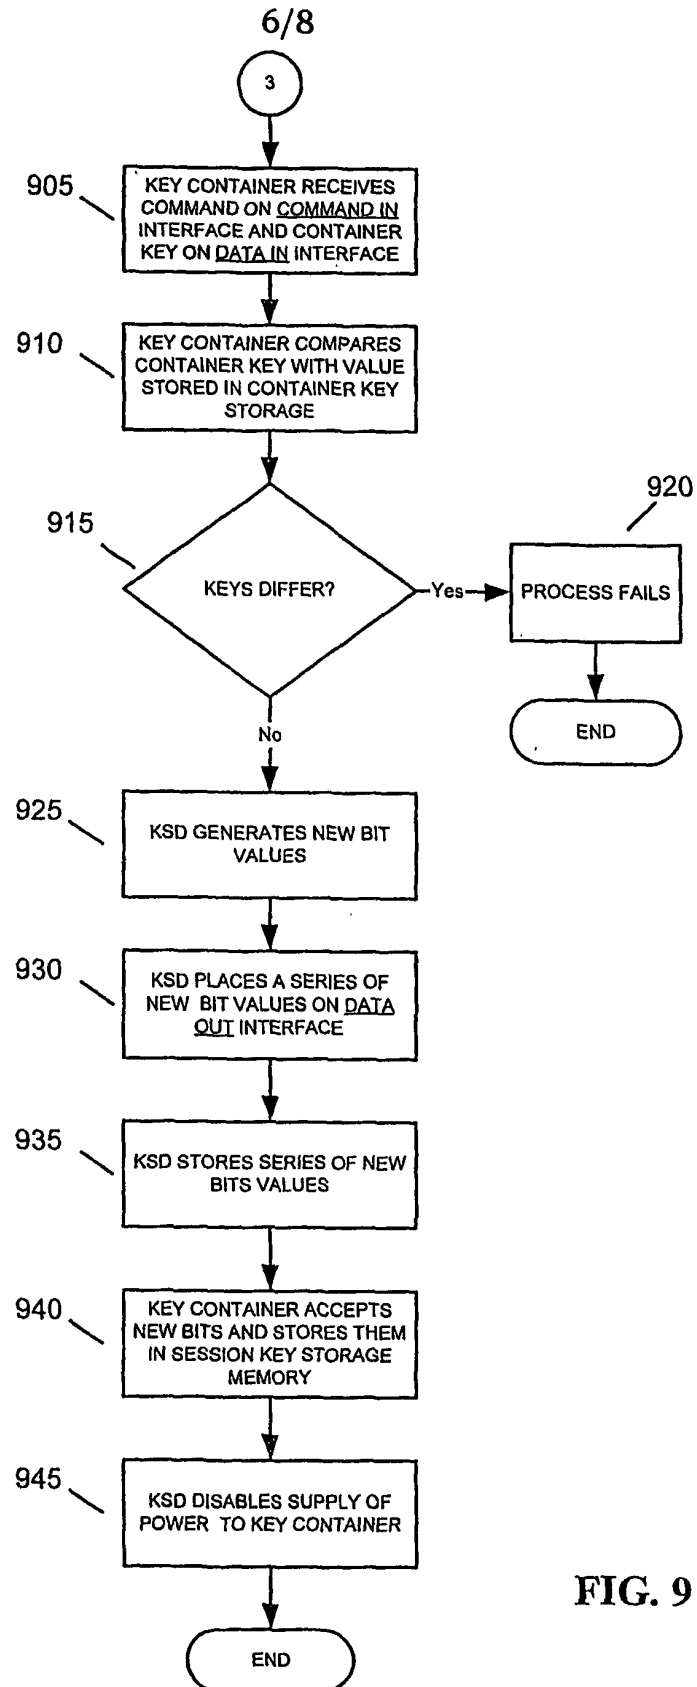 6/8
3
905
KEY CONTAINER RECEIVES
COMMAND ON COMMAND IN
INTERFACE AND CONTAINER
KEY ON DATA IN INTERFACE
910
KEY CONTAINER COMPARES
CONTAINER KEY WITH VALUE
STORED IN CONTAINER KEY
STORAGE
915
KEYS DIFFER?
Yes
920
PROCESS FAILS
END
No
925
KSD GENERATES NEW BIT
VALUES
930
KSD PLACES A SERIES OF
NEW BIT VALUES ON DATA
OUT INTERFACE
935
KSD STORES SERIES OF NEW
BITS VALUES
940
KEY CONTAINER ACCEPTS
NEW BITS AND STORES THEM
IN SESSION KEY STORAGE
MEMORY
945
KSD DISABLES SUPPLY OF
POWER TO KEY CONTAINER
END
FIG. 9